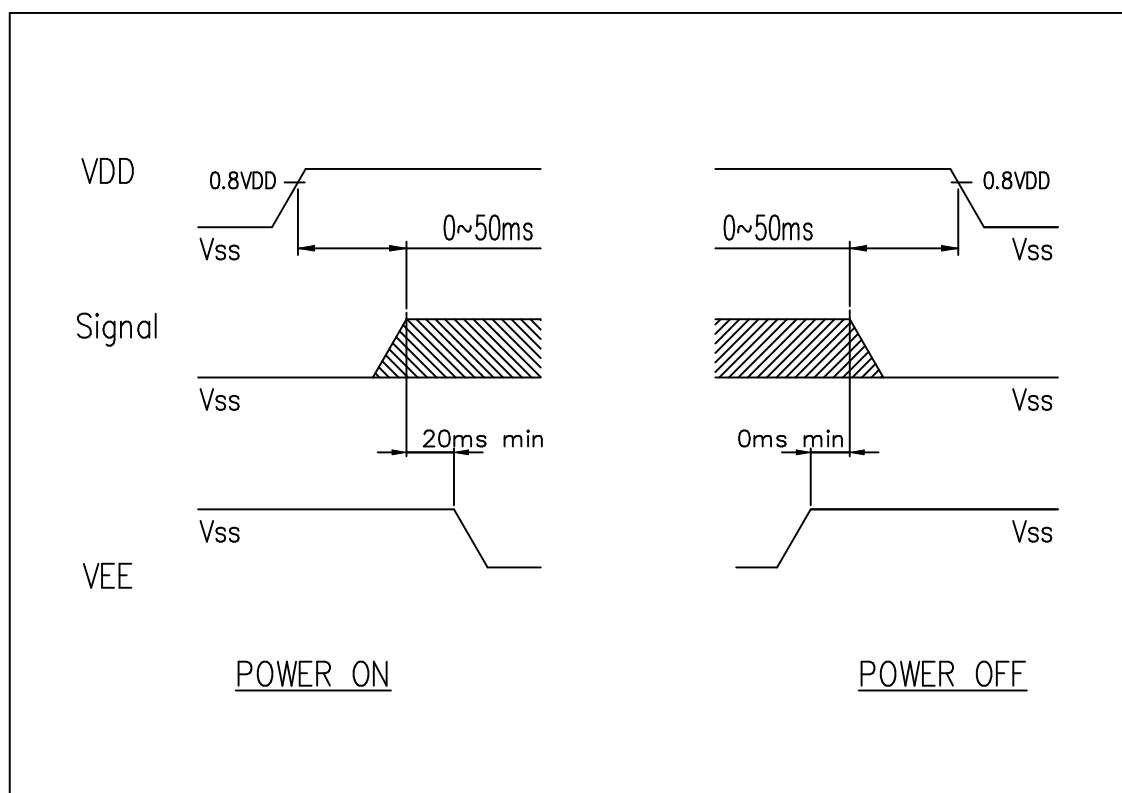 VDD
0.8VDD
0.8VDD
0~50ms
0~50ms
Vss
Vss
Signal
Vss
Vss
20ms min
0ms min
Vss
Vss
VEE
POWER ON
POWER OFF